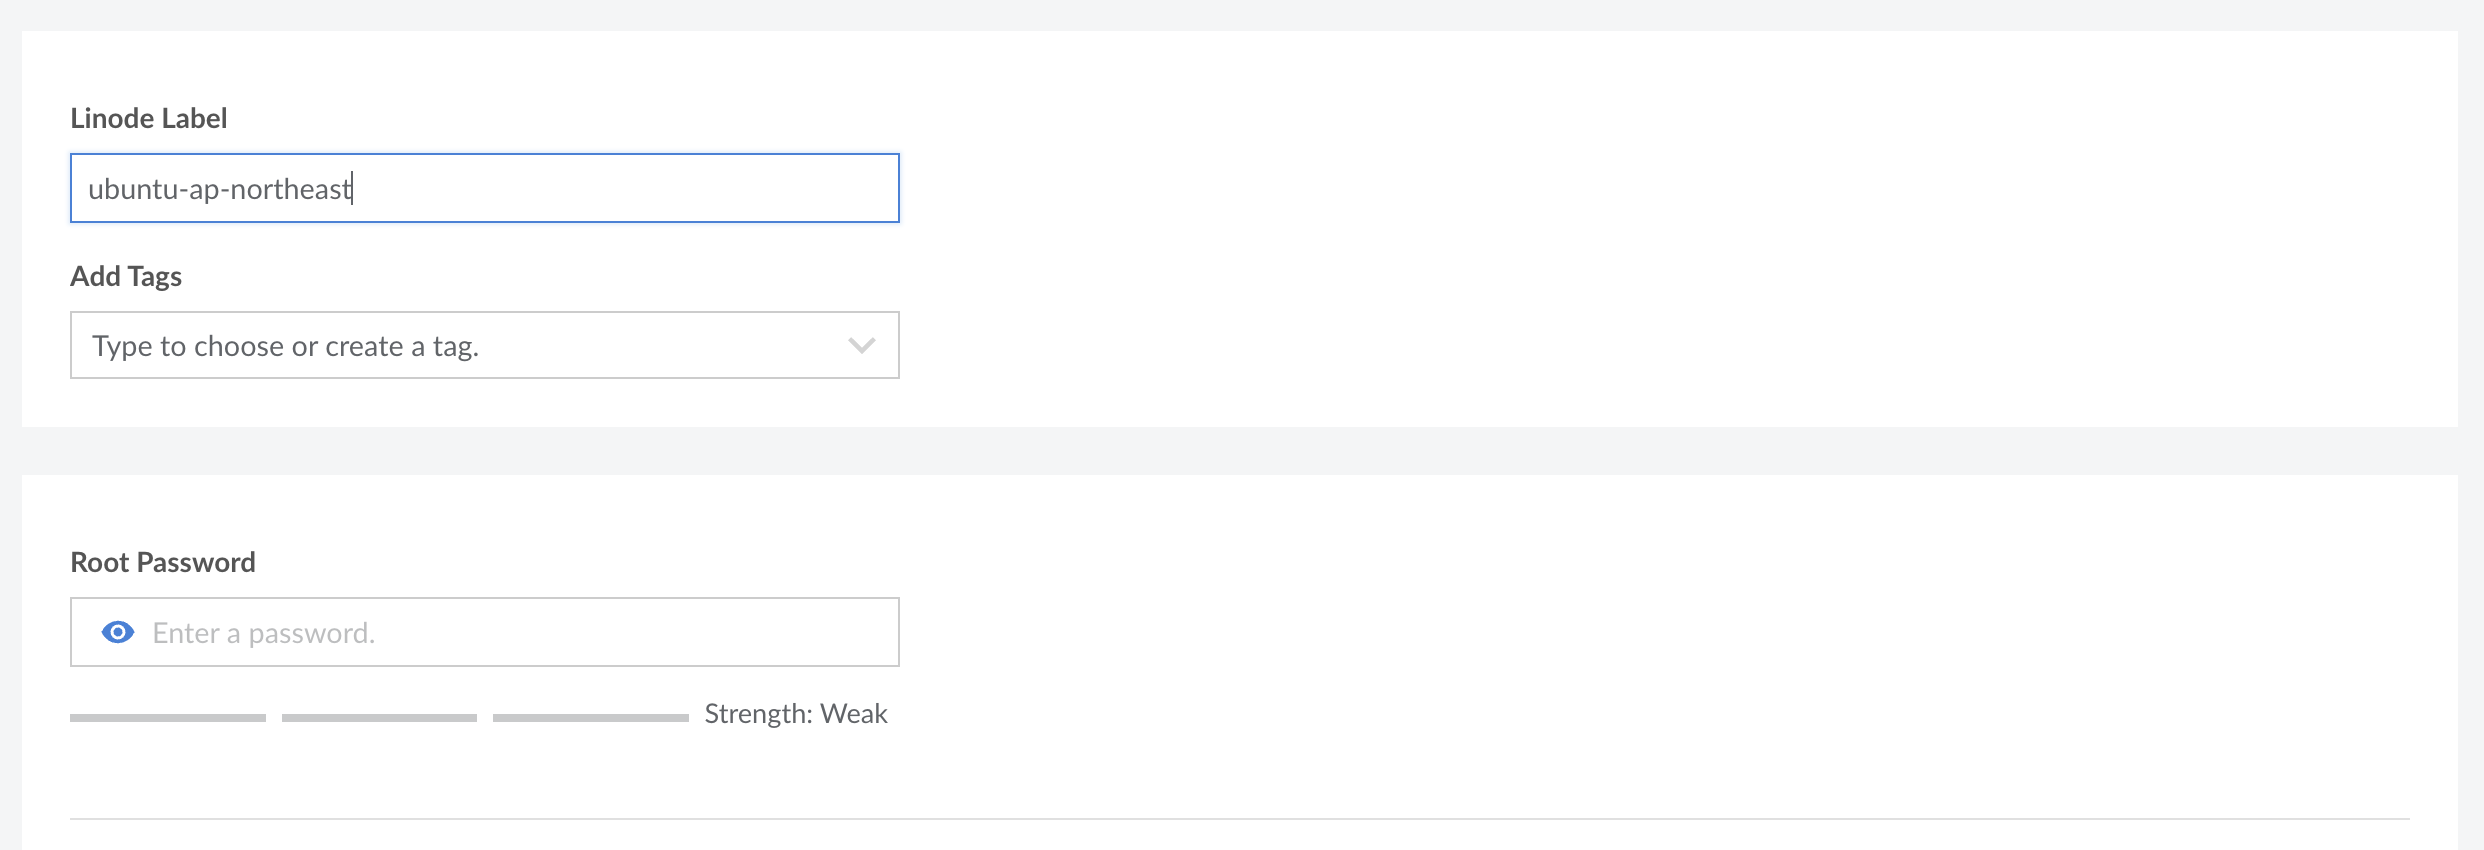 Linode Label
ubuntu-ap-northeast
Add Tags
Type to choose or create a tag.
Root Password
Enter a password.
Strength: Weak